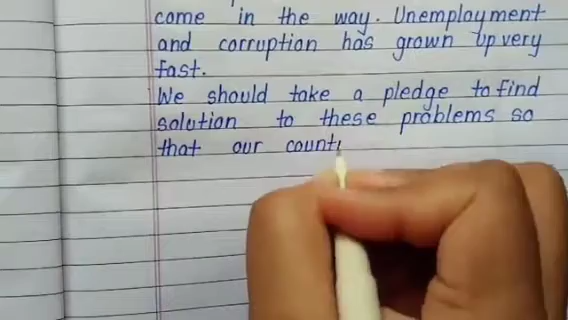 come in the way. Unemployment
and corruption has grown up very
fast.
We should take a pledge to find
solution to these problems so
that our count